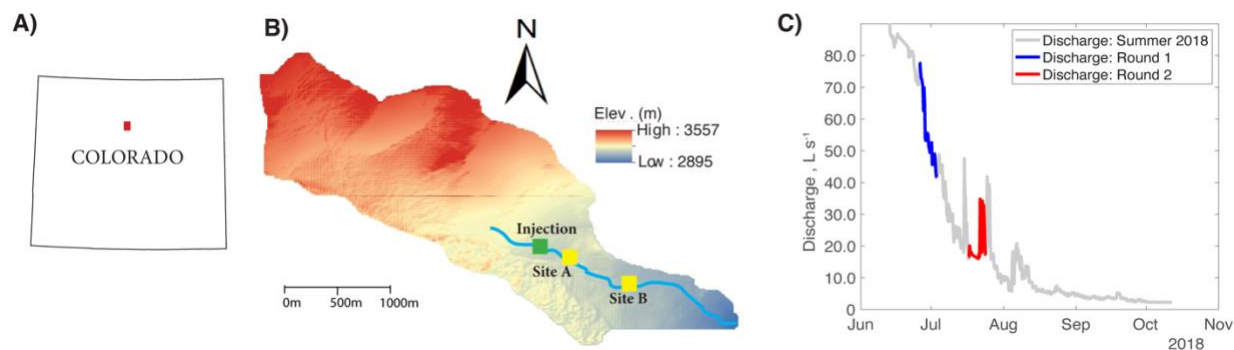 A)
COLORADO
B)
N
Elev . (m)
High : 3557
Low : 2895
Injection
Site A
Site B
0m 500m 1000m
C)
Discharge: Summer 2018
Discharge: Round 1
Discharge: Round 2
Discharge , L s⁻¹
80.0
70.0
60.0
50.0
40.0
30.0
20.0
10.0
0
Jun Jul Aug Sep Oct Nov
2018